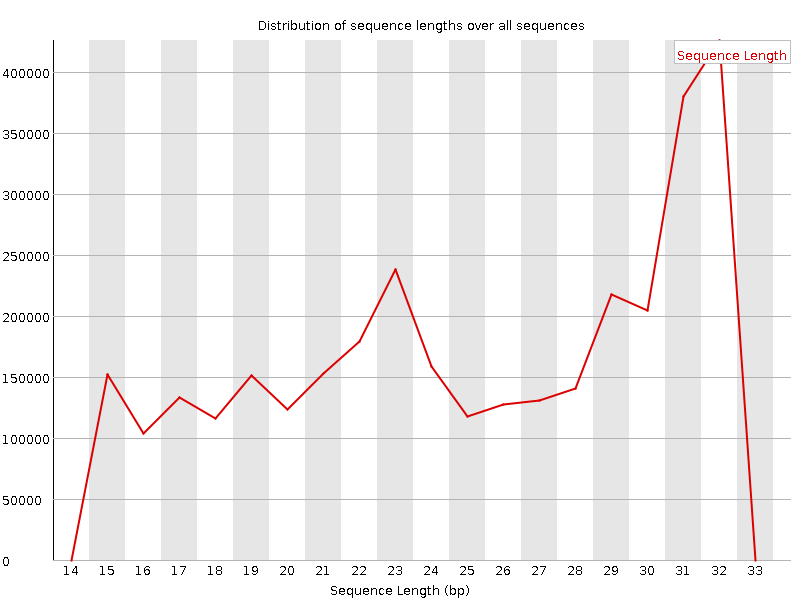 Distribution of sequence lengths over all sequences
Sequence Length
400000
350000
300000
250000
200000
150000
100000
50000
0
14 15 16 17 18 19 20 21 22 23 24 25 26 27 28 29 30 31 32 33
Sequence Length (bp)